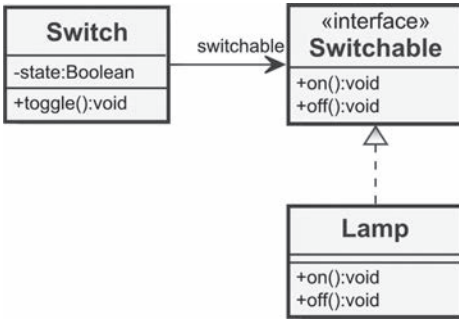 Switch
-state:Boolean
+toggle():void
switchable
«interface»
Switchable
+on():void
+off():void
Lamp
+on():void
+off():void